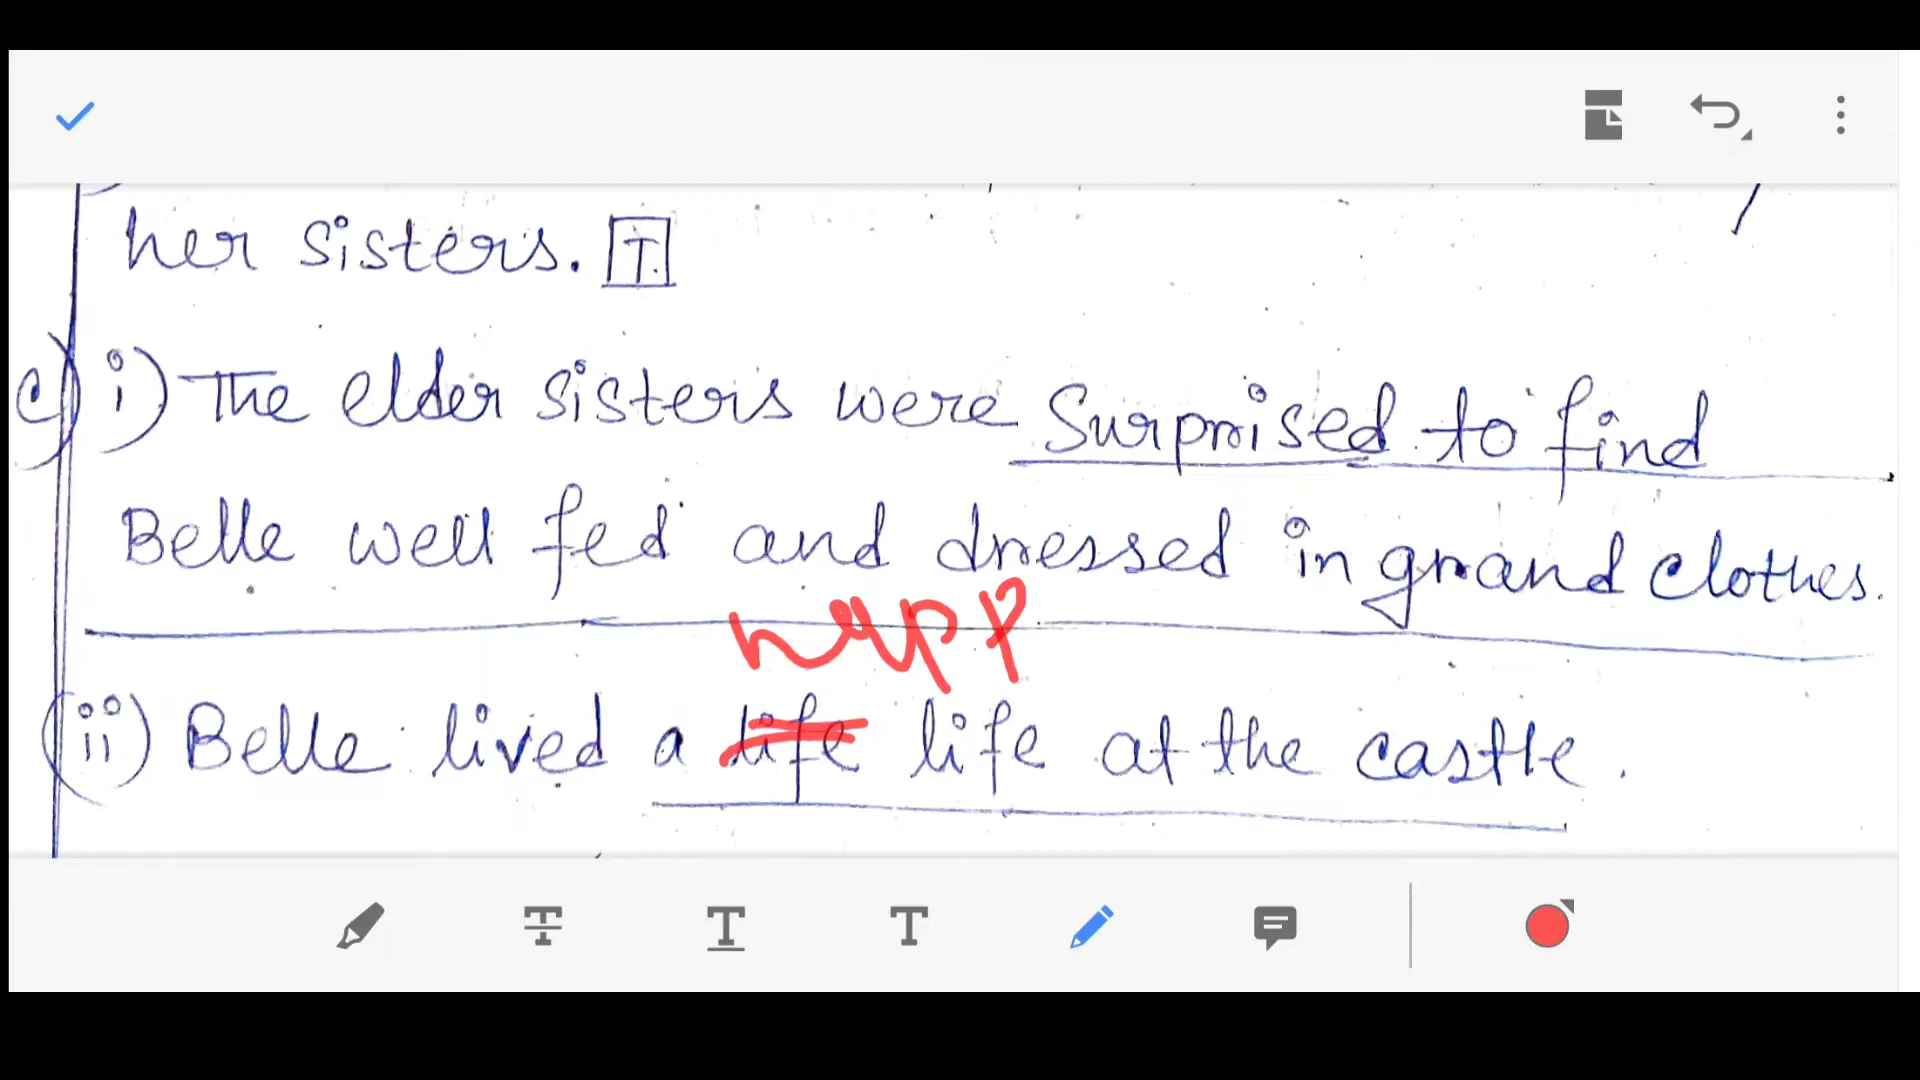 her sisters. T
c) i) The elder sisters were surprised to find
Belle well fed and dressed in grand clothes.
happ
(ii) Belle lived a life life at the castle.
T T T